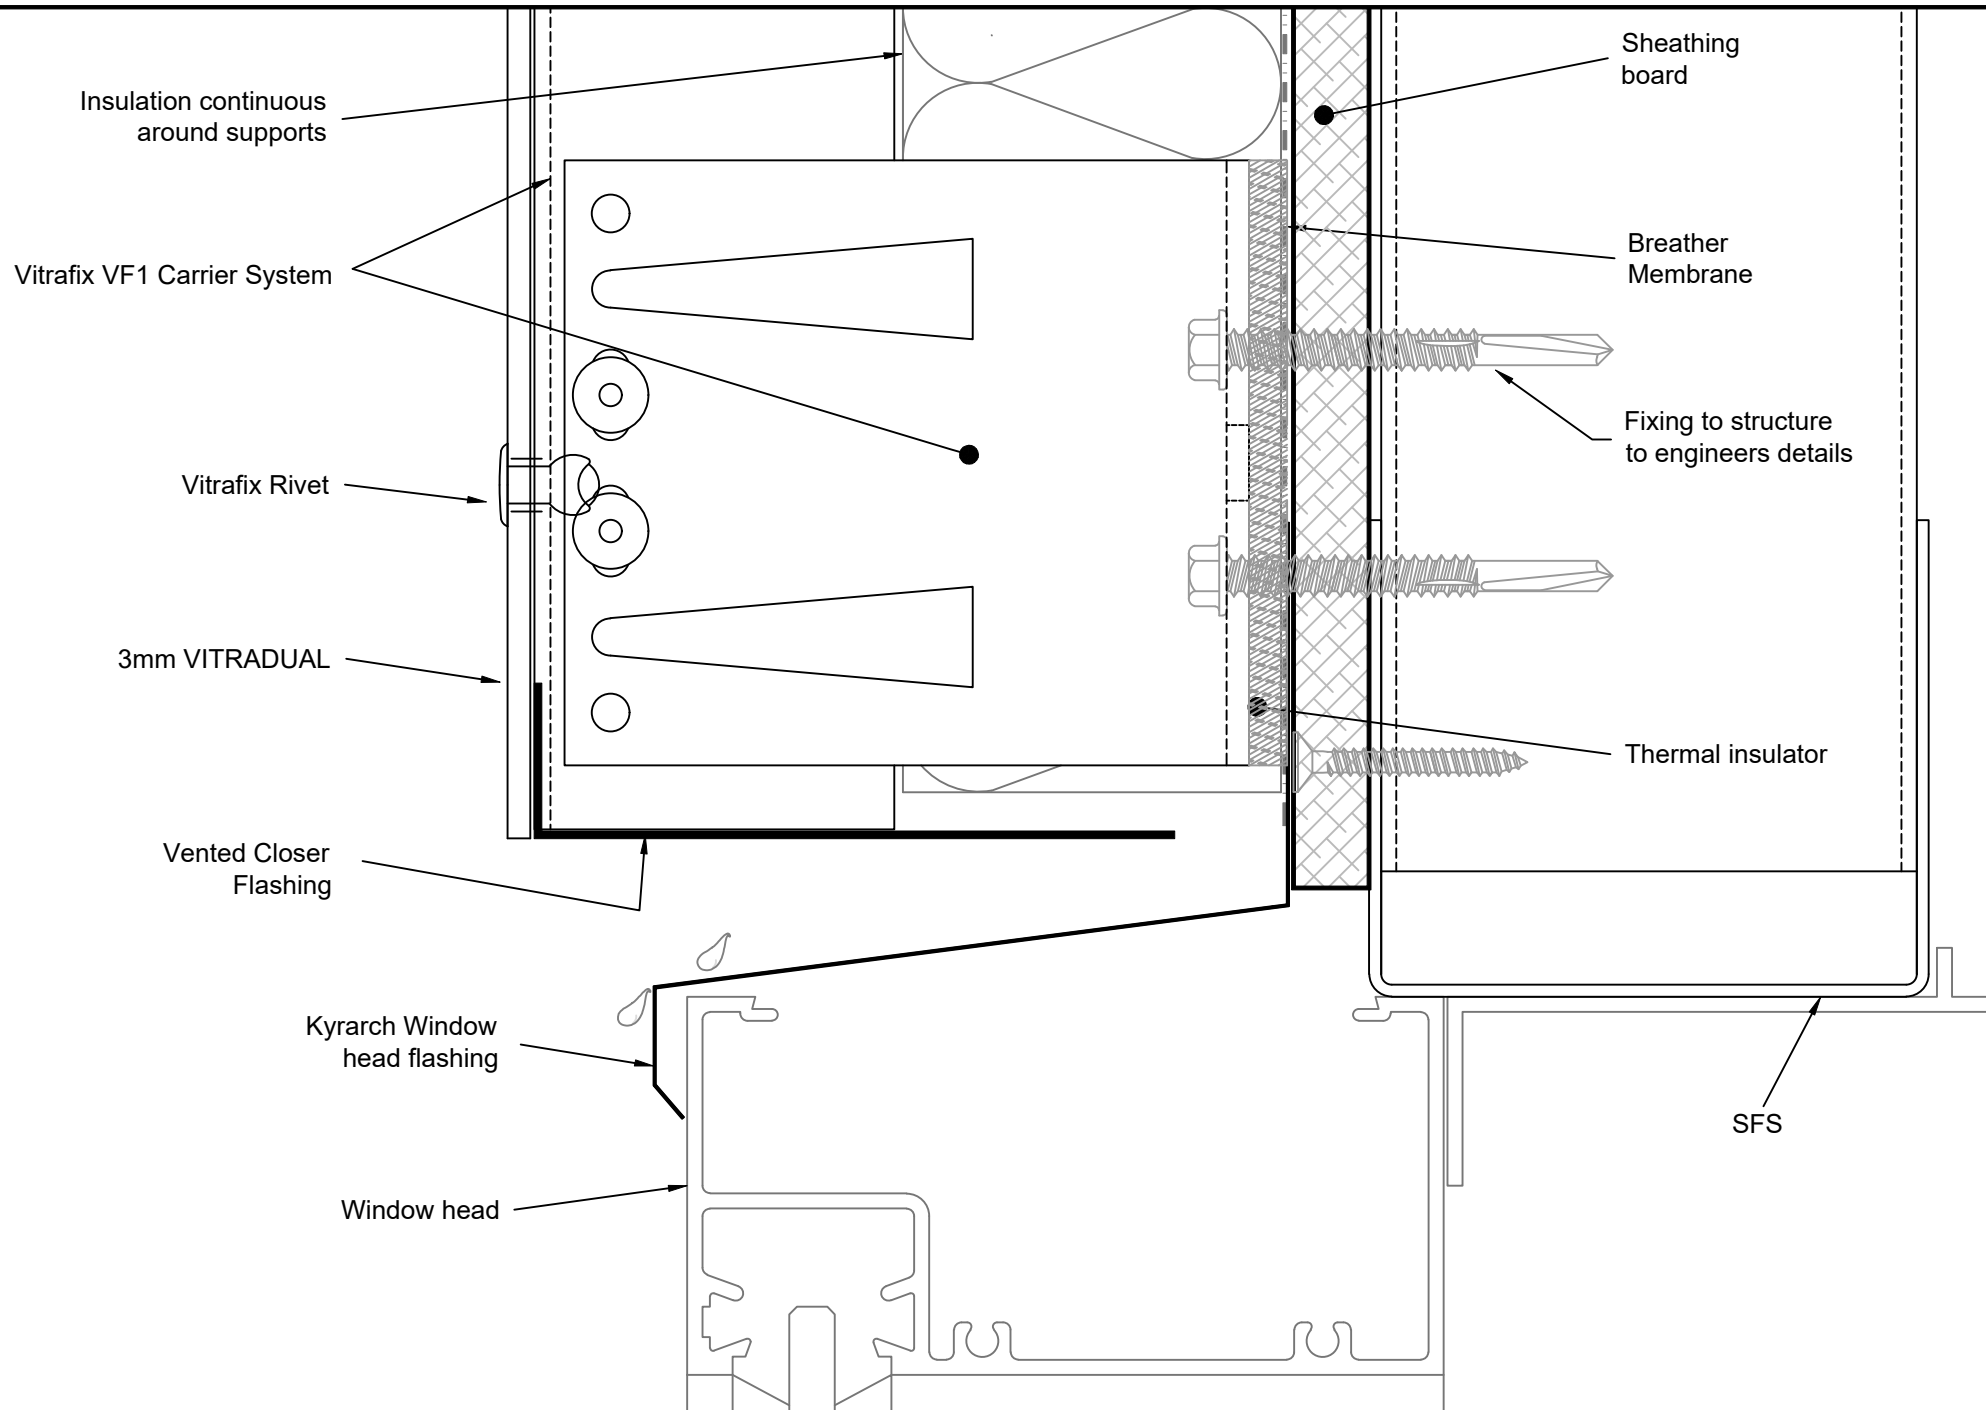 Sheathing
board
Insulation continuous
around supports
Breather
Membrane
Vitrafix VF1 Carrier System
Fixing to structure
to engineers details
Vitrafix Rivet
3mm VITRADUAL
Thermal insulator
Vented Closer
Flashing
Kyrarch Window
head flashing
SFS
Window head